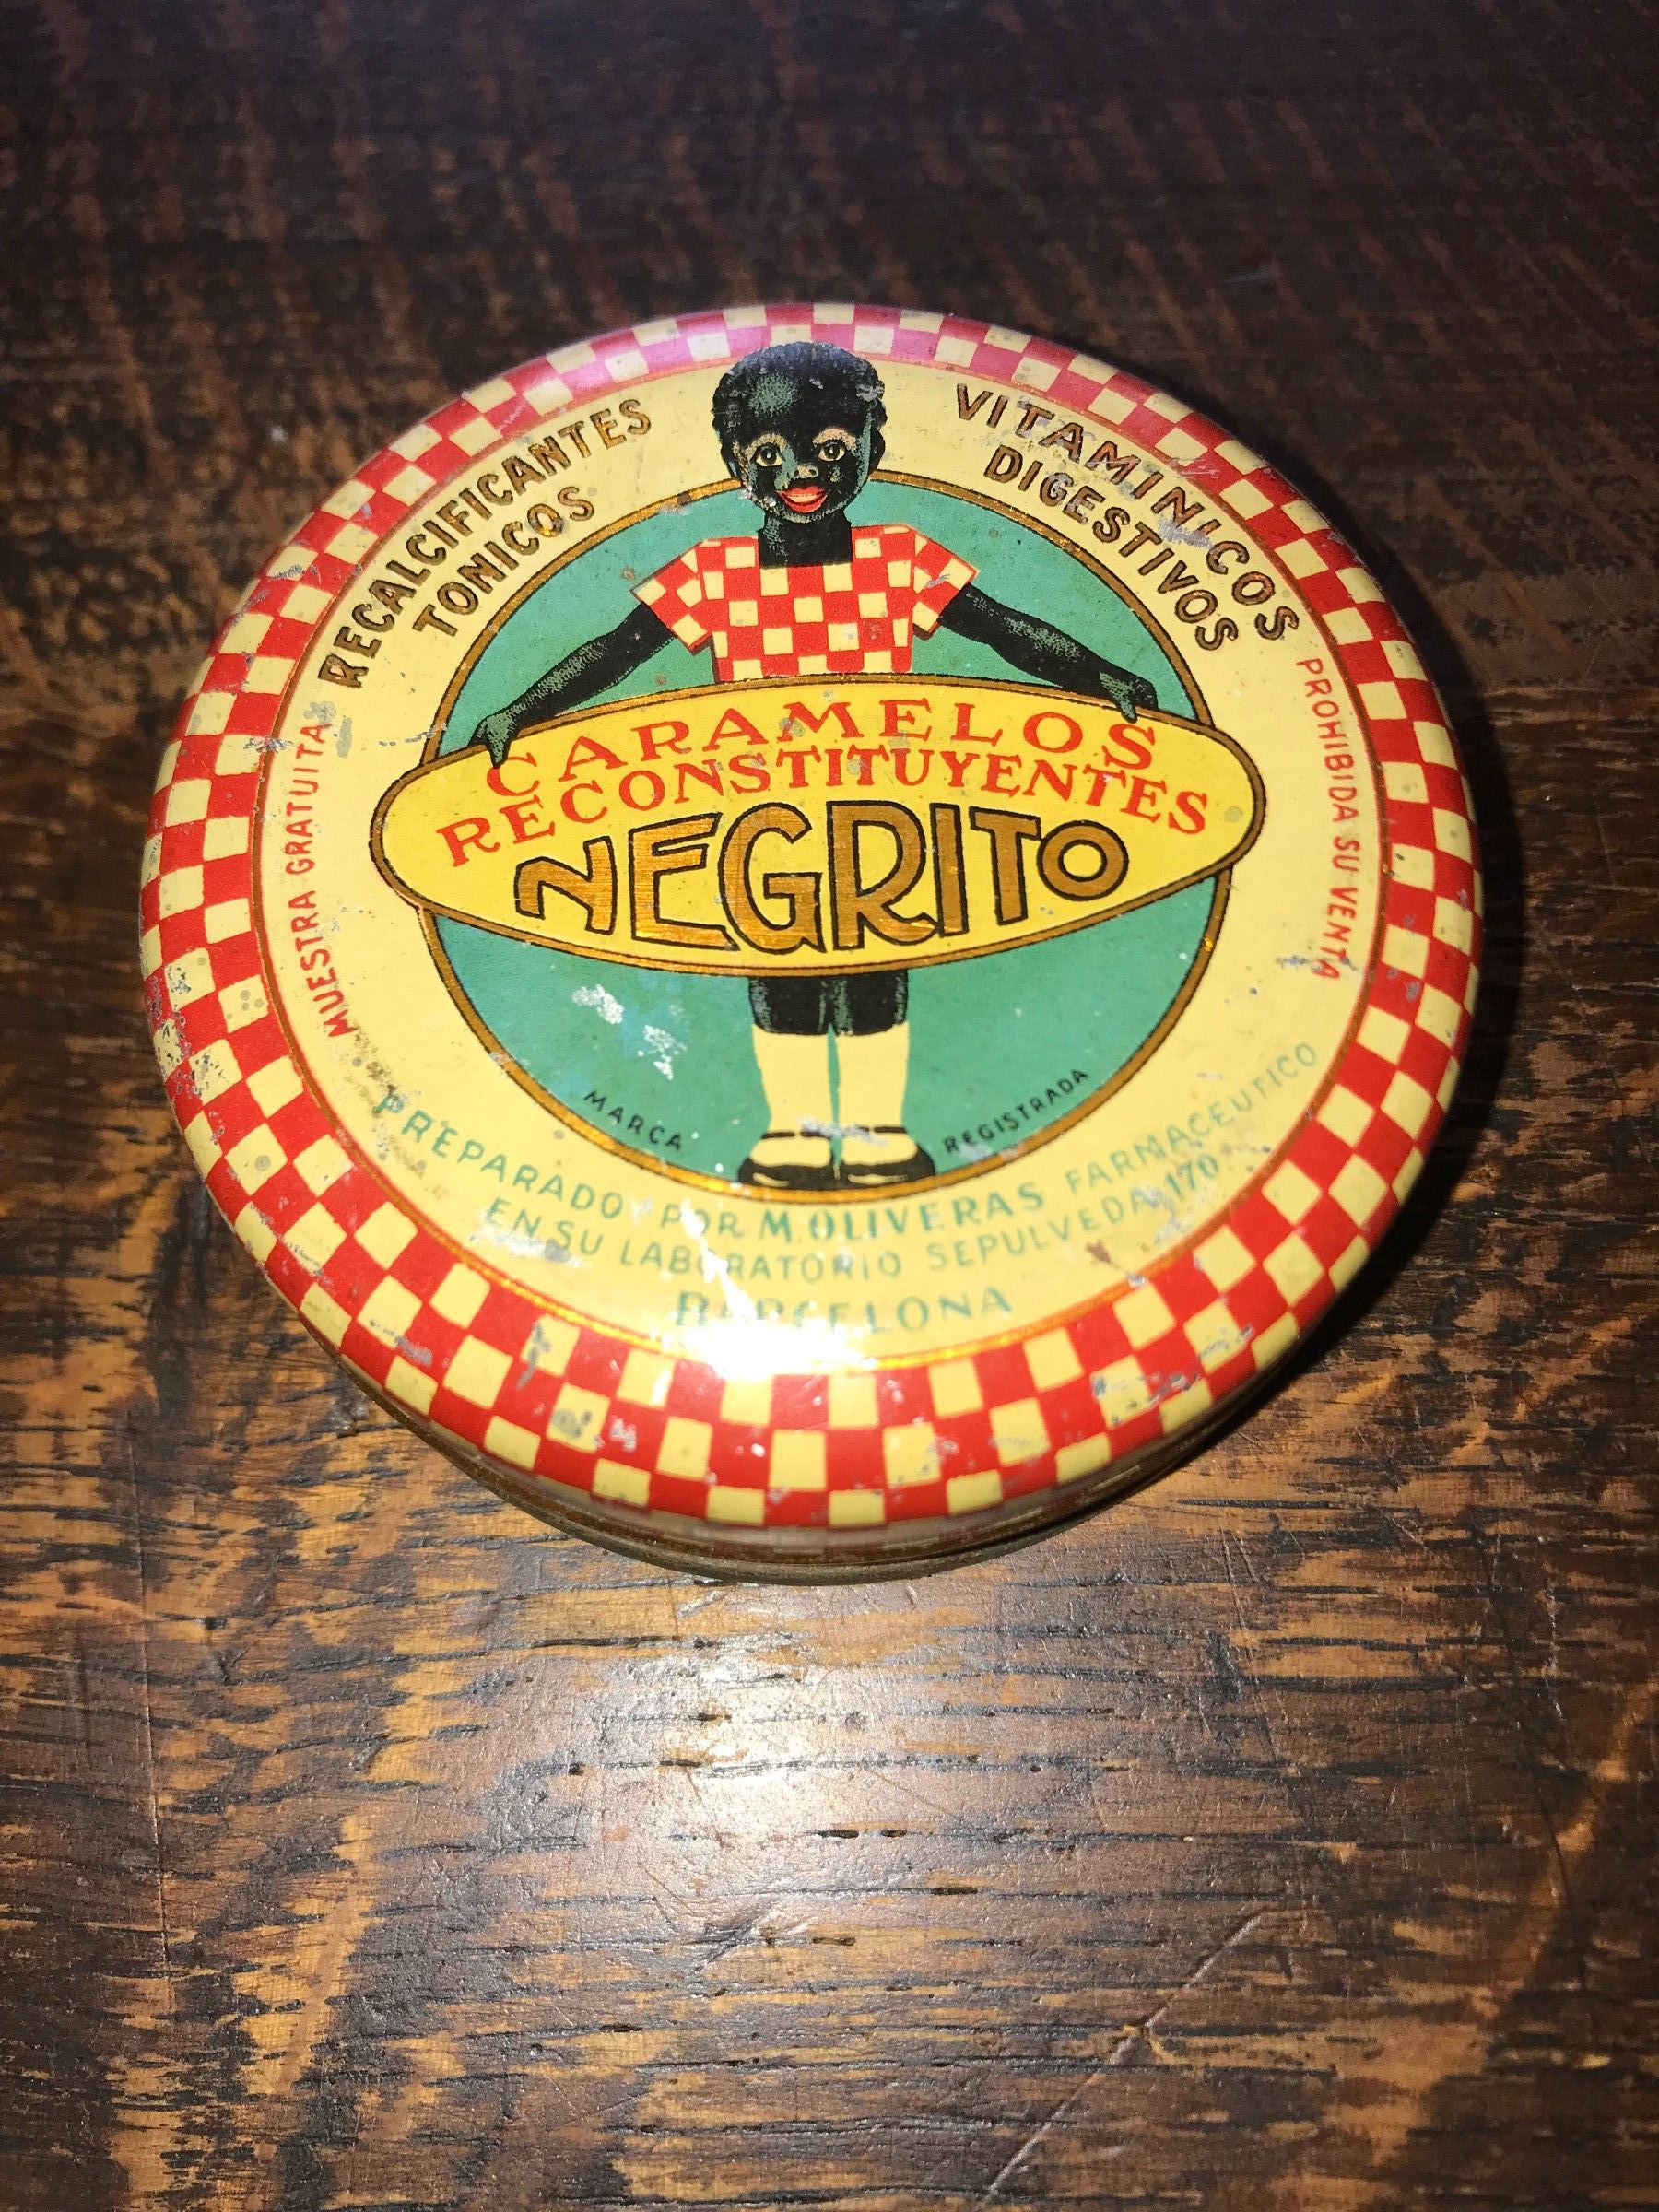 RECALCIFICANTES
TONICOS
VITAMINICOS
DIGESTIVOS
MUESTRA GRATUITA
PROHIBIDA SU VENTA
CARAMELOS
RECONSTITUYENTES
NEGRITO
MARCA REGISTRADA
PREPARADO POR M OLIVERAS FARMACEUTICO
EN SU LABORATORIO SEPULVEDA 170
BARCELONA